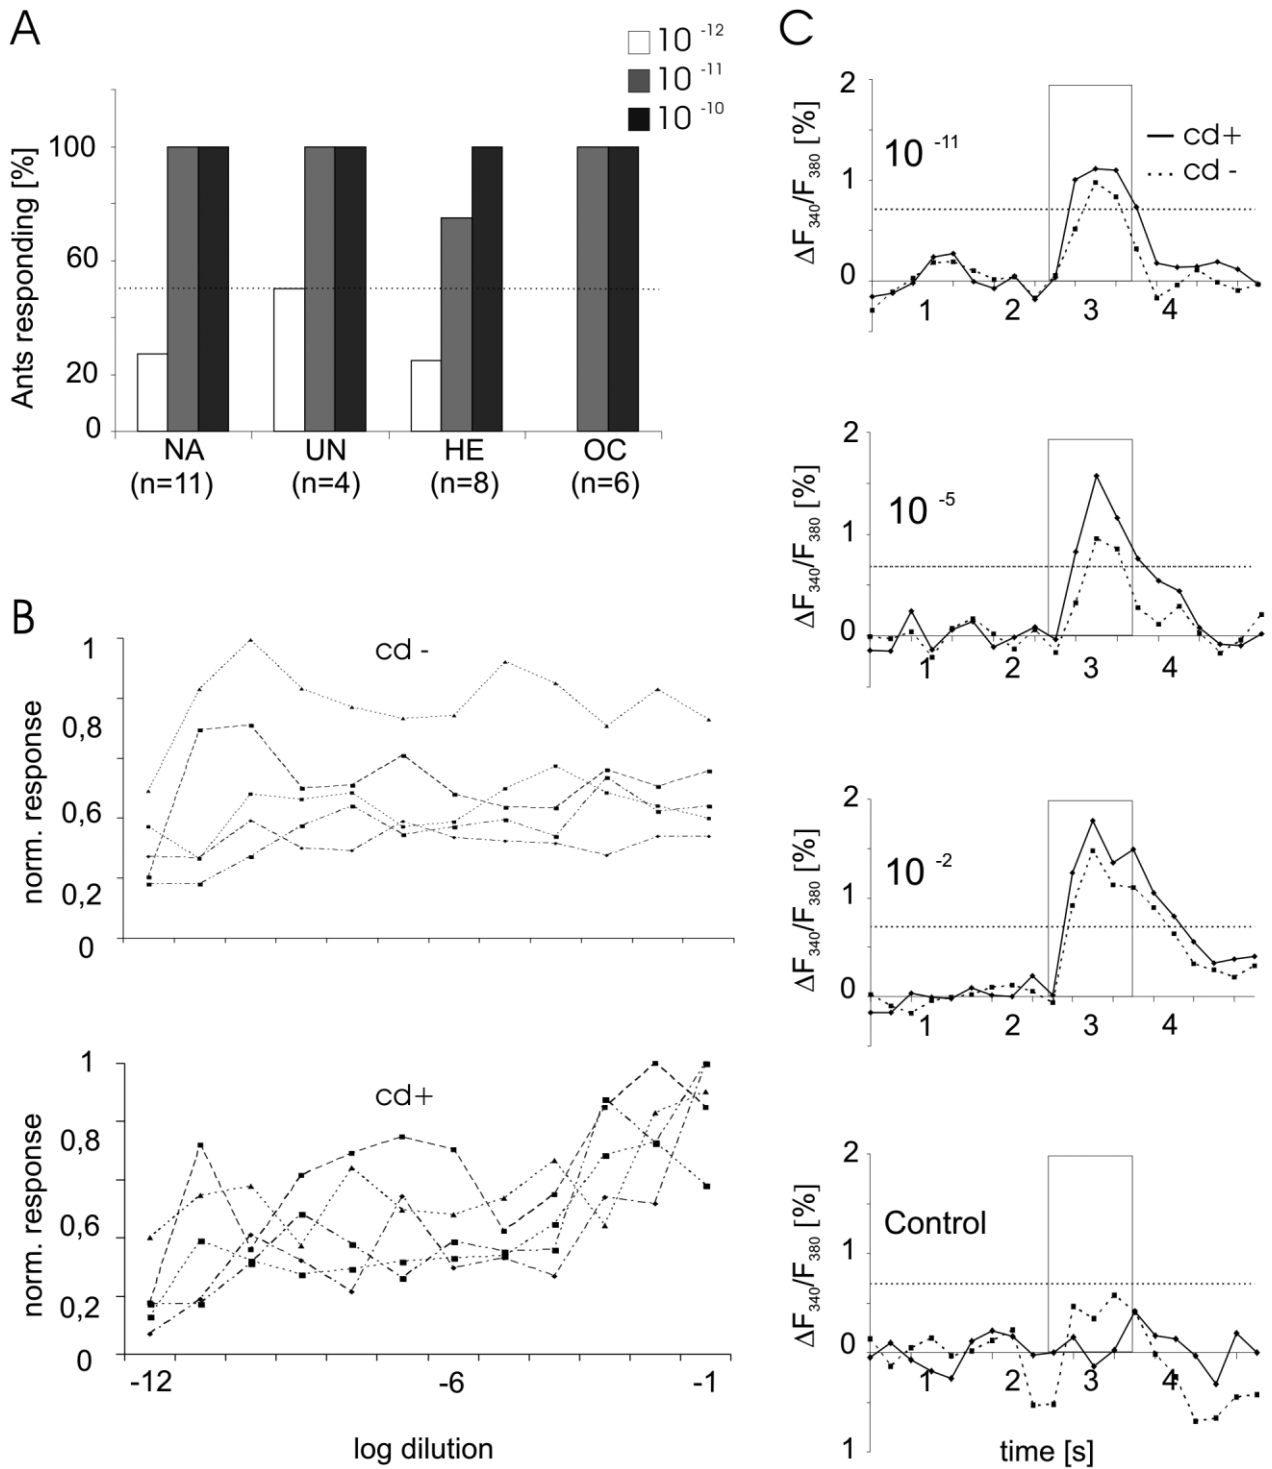 A
10 -12
10 -11
10 -10
Ants responding [%]
100
60
20
0
NA
(n=11)
UN
(n=4)
HE
(n=8)
OC
(n=6)
B
cd -
norm. response
1
0,8
0,6
0,2
0
cd+
norm. response
1
0,8
0,6
0,2
0
-12
-6
-1
log dilution
C
10 -11
cd+
cd -
ΔF340/F380 [%]
2
1
0
1
2
3
4
10 -5
ΔF340/F380 [%]
2
1
0
1
2
3
4
10 -2
ΔF340/F380 [%]
2
1
0
1
2
3
4
Control
ΔF340/F380 [%]
2
1
0
1
1
2
3
4
time [s]